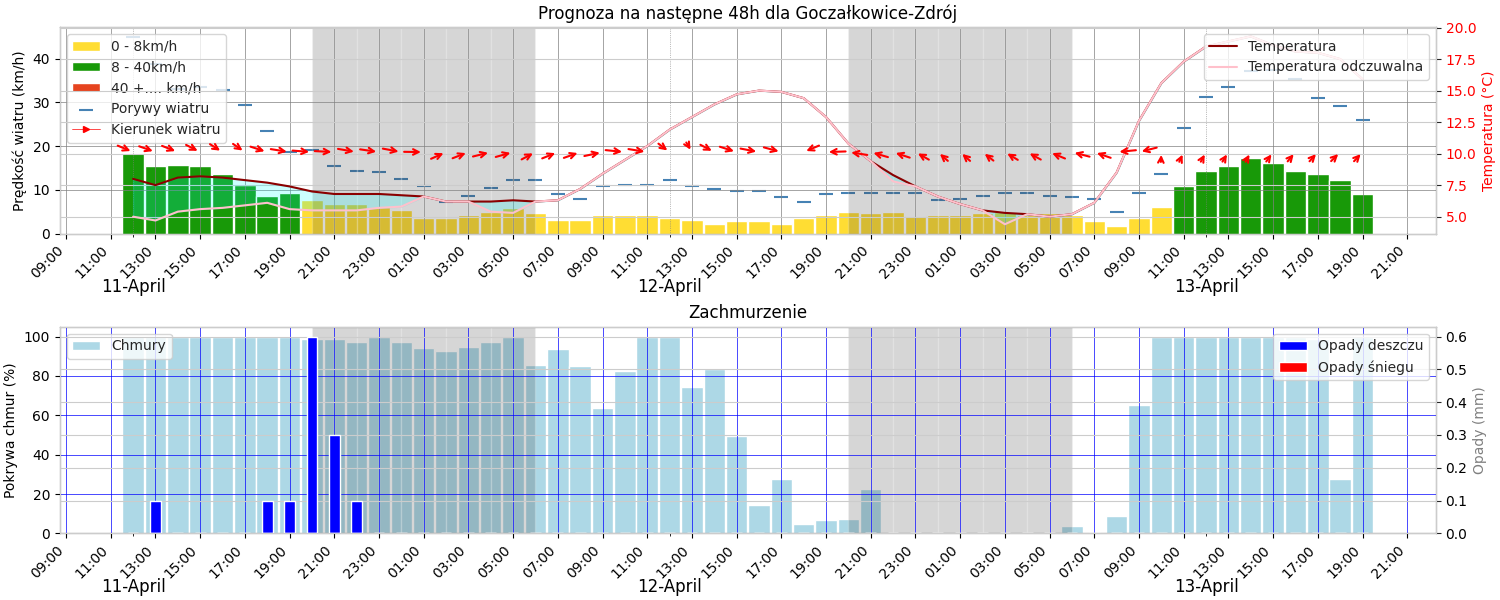 Prognoza na następne 48h dla Goczałkowice-Zdrój
Prędkość wiatru (km/h)
40
30
20
10
0
0 - 8km/h
8 - 40km/h
40 +.... km/h
Porywy wiatru
Kierunek wiatru
Temperatura
Temperatura odczuwalna
20.0
17.5
15.0
12.5
10.0
7.5
5.0
Temperatura (°C)
09:00 11:00 13:00 15:00 17:00 19:00 21:00 23:00 01:00 03:00 05:00 07:00 09:00 11:00 13:00 15:00 17:00 19:00 21:00 23:00 01:00 03:00 05:00 07:00 09:00 11:00 13:00 15:00 17:00 19:00 21:00
11-April 12-April 13-April
Zachmurzenie
Pokrywa chmur (%)
100
80
60
40
20
0
Chmury
Opady deszczu
Opady śniegu
0.6
0.5
0.4
0.3
0.2
0.1
0.0
Opady (mm)
09:00 11:00 13:00 15:00 17:00 19:00 21:00 23:00 01:00 03:00 05:00 07:00 09:00 11:00 13:00 15:00 17:00 19:00 21:00 23:00 01:00 03:00 05:00 07:00 09:00 11:00 13:00 15:00 17:00 19:00 21:00
11-April 12-April 13-April